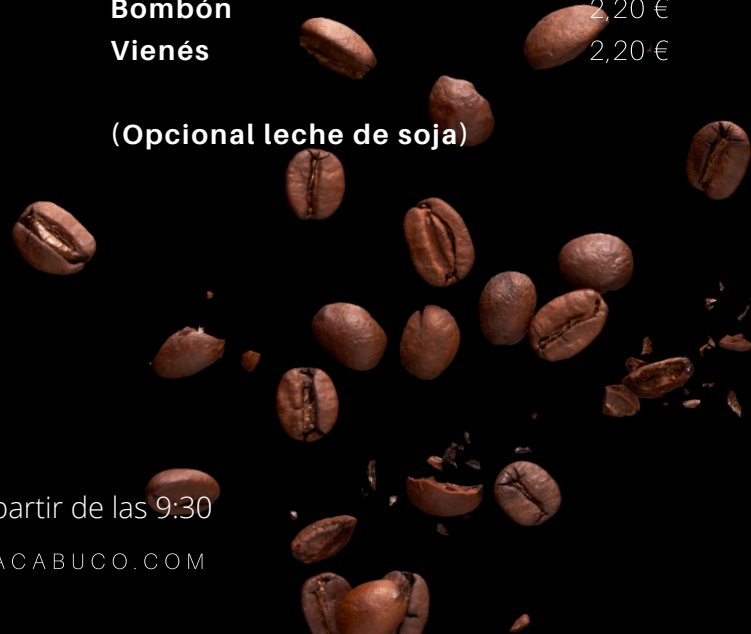 Bombón 2,20 €
Vienés 2,20 €
(Opcional leche de soja)
partir de las 9:30
ACABUCO.COM